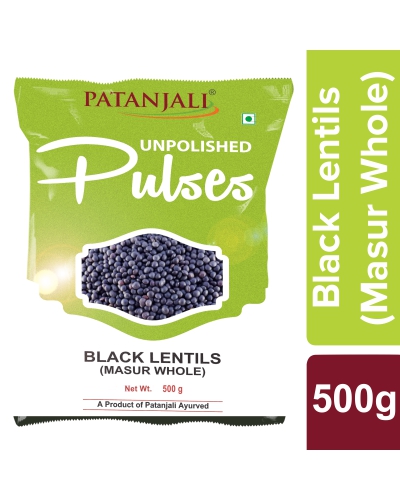 PATANJALI®
UNPOLISHED
Pulses
BLACK LENTILS
(MASUR WHOLE)
Net Wt. 500 g
A Product of Patanjali Ayurved
Black Lentils
(Masur Whole)
500g